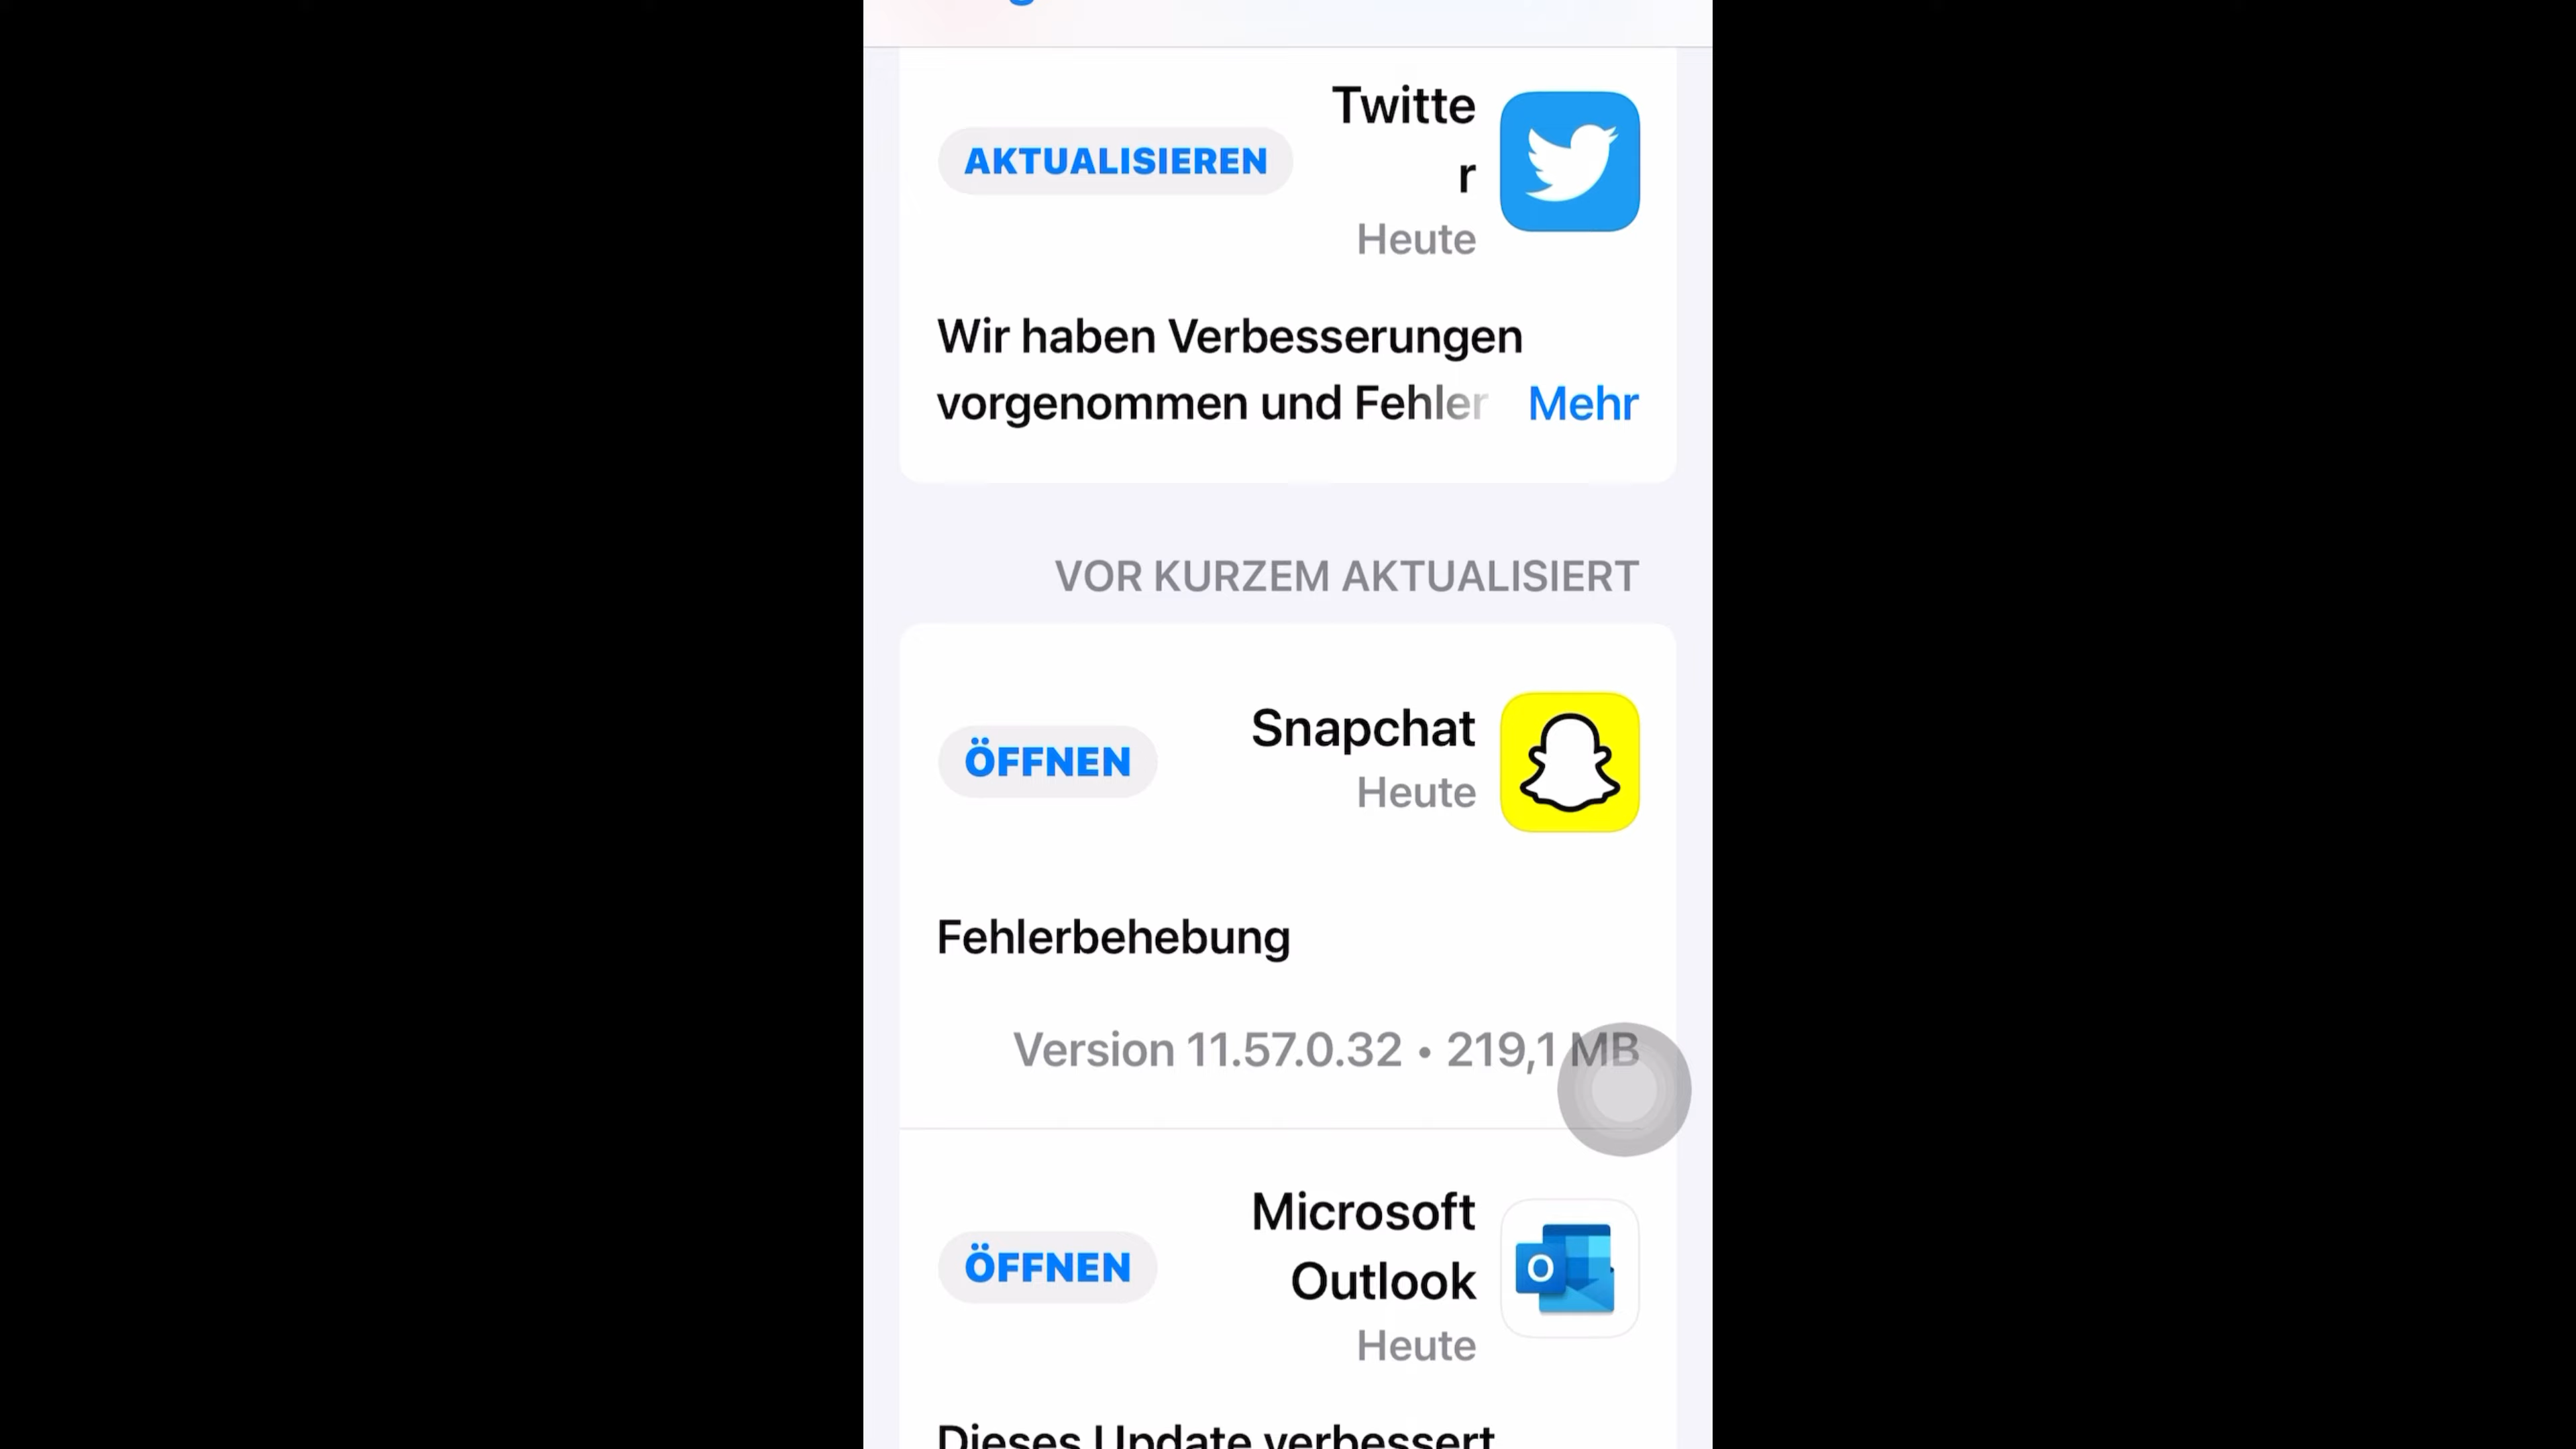 Twitte
r
AKTUALISIEREN
Heute
Wir haben Verbesserungen
vorgenommen und Fehler Mehr
VOR KURZEM AKTUALISIERT
Snapchat
ÖFFNEN
Heute
Fehlerbehebung
Version 11.57.0.32 • 219,1 MB
Microsoft
Outlook
ÖFFNEN
Heute
Dieses Update verbessert